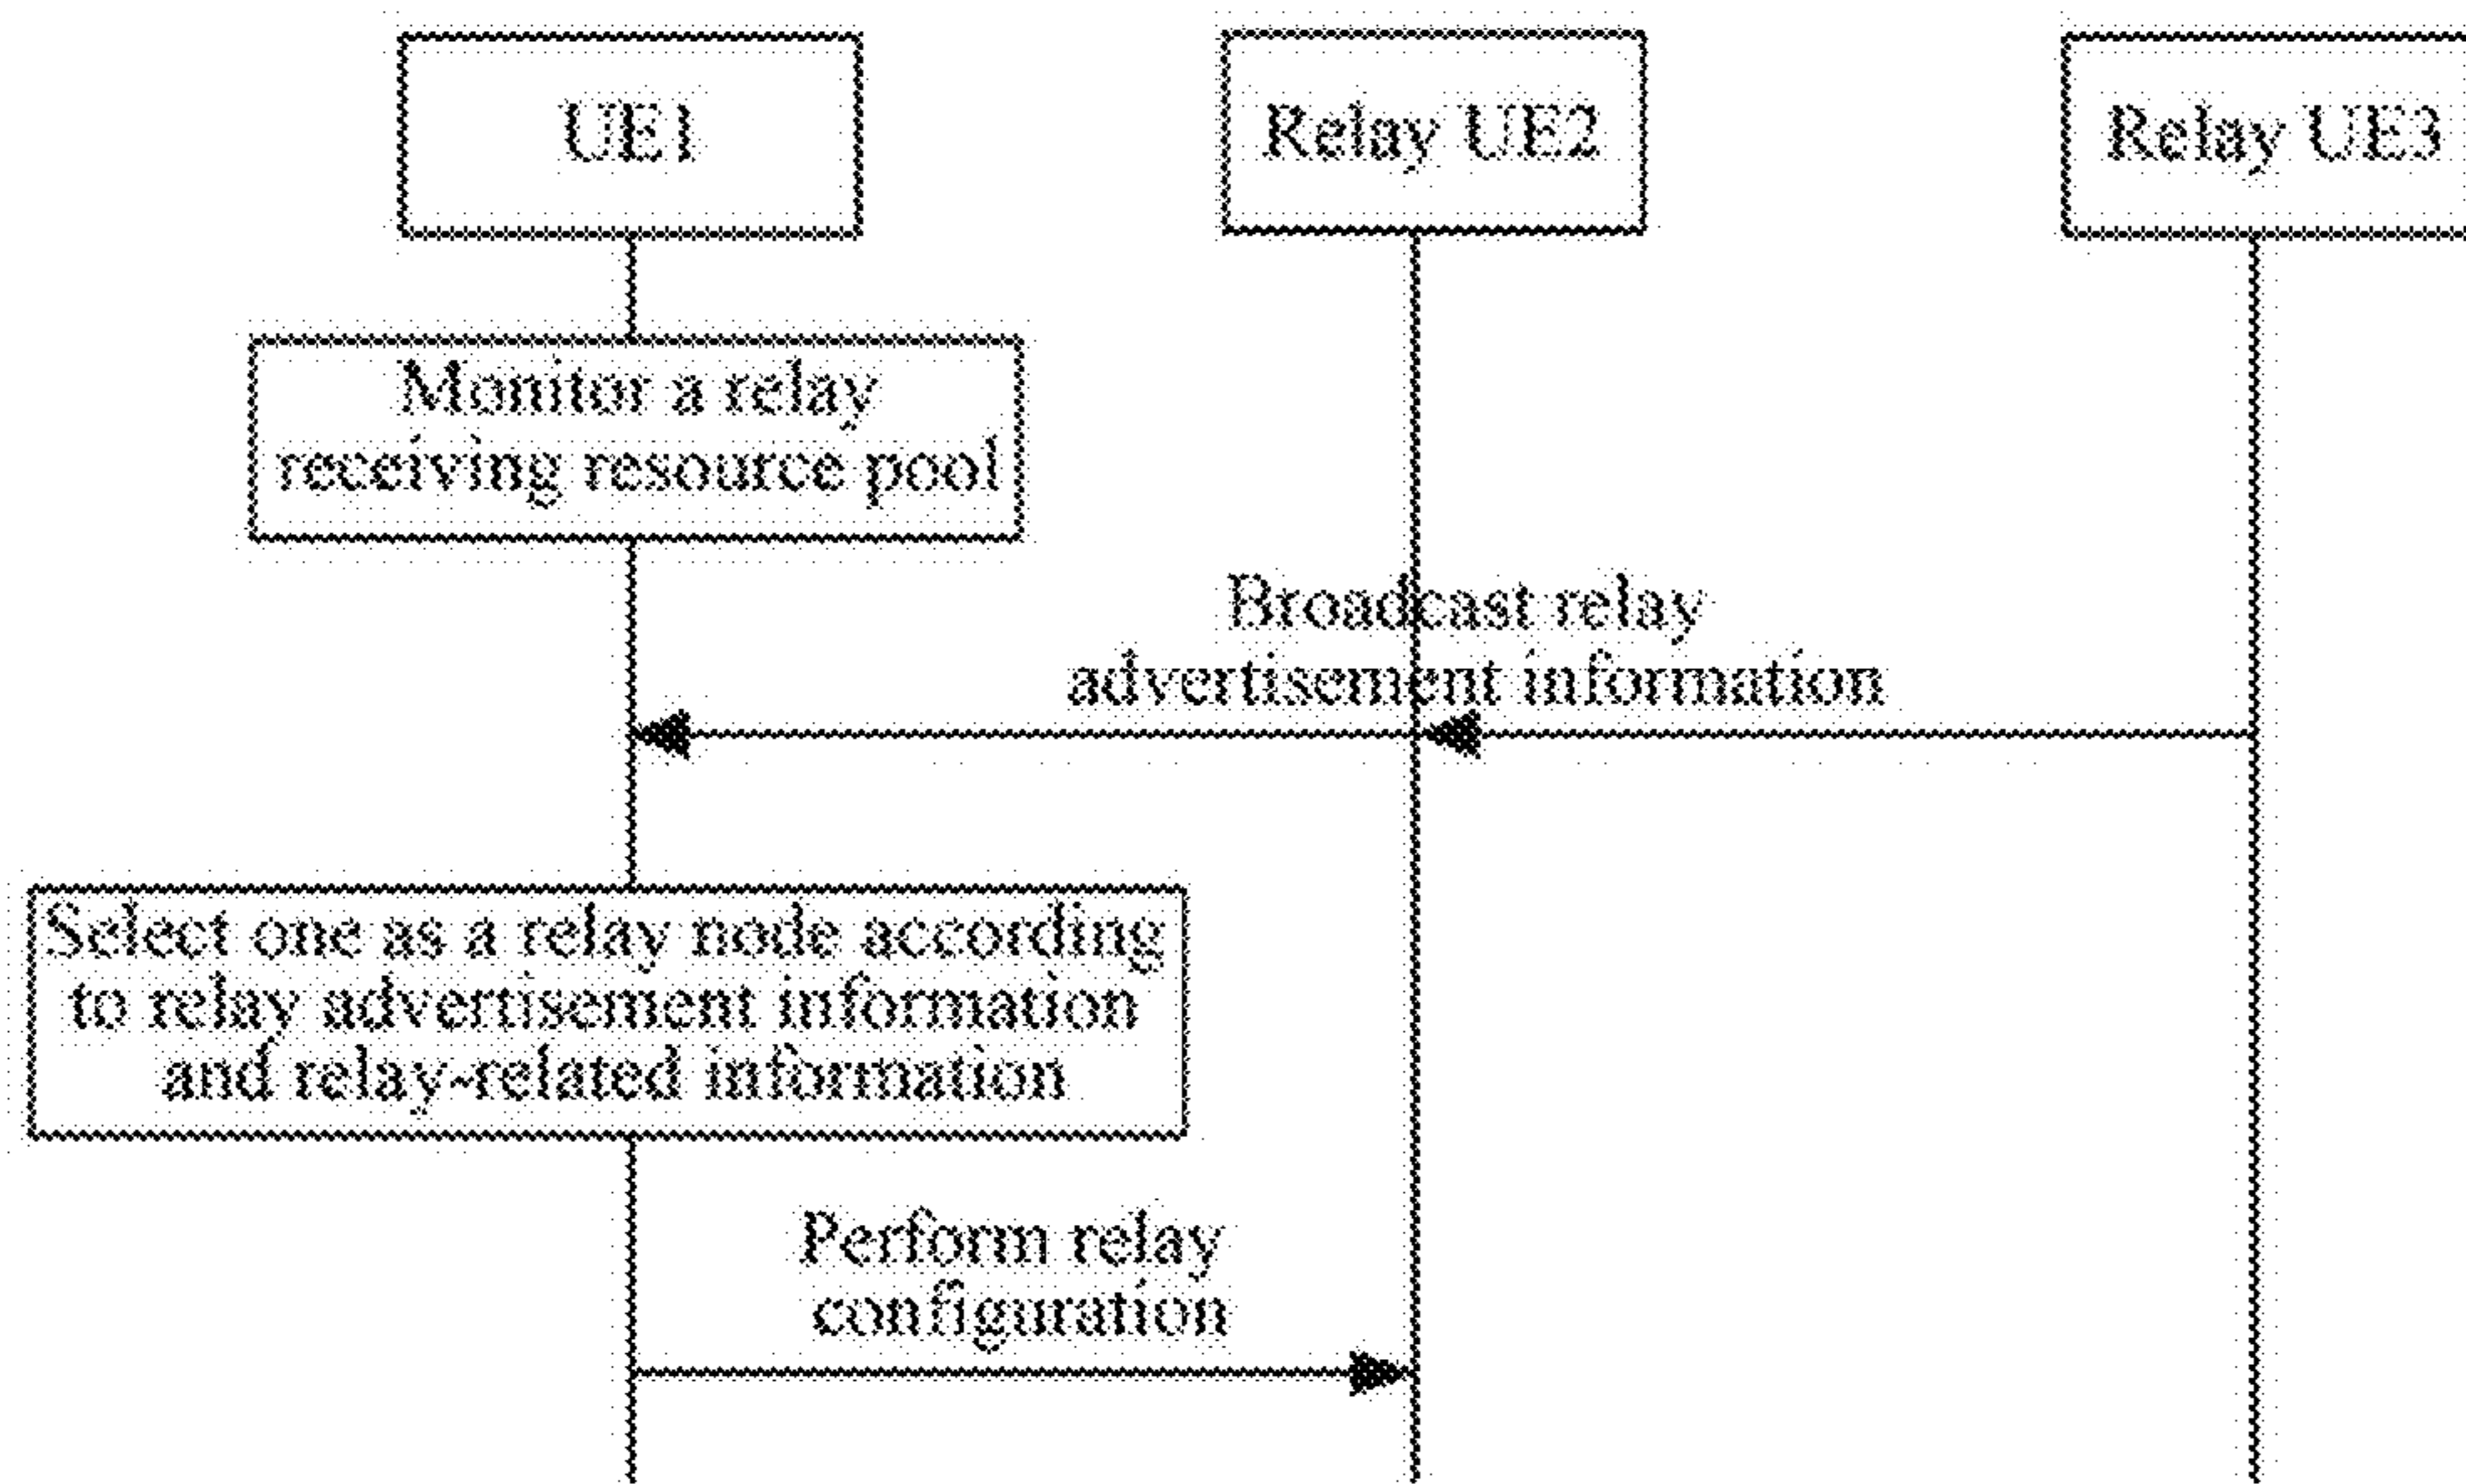 UE1
Relay UE2
Relay UE3
Monitor a relay
receiving resource pool
Broadcast relay
advertisement information
Select one as a relay node according
to relay advertisement information
and relay-related information
Perform relay
configuration